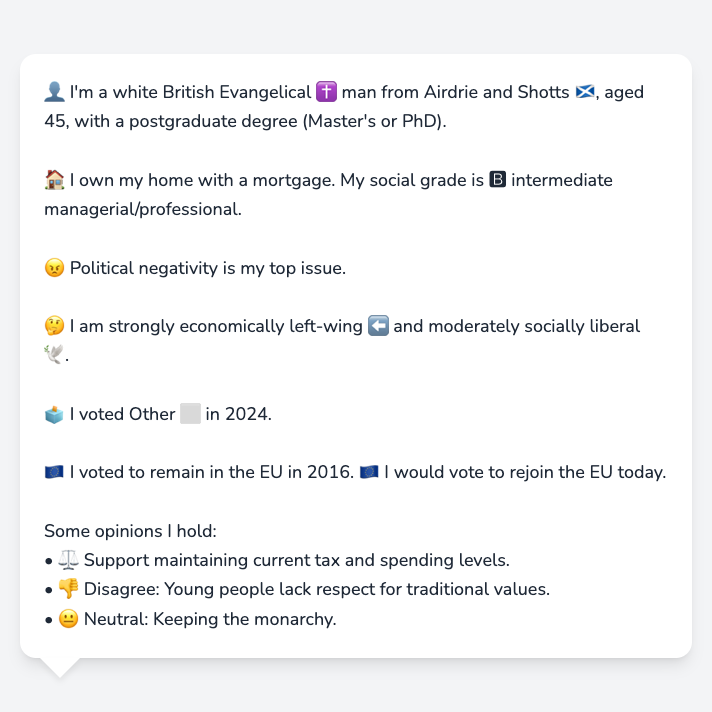 👤 I'm a white British Evangelical ✝️ man from Airdrie and Shotts 🏴󠁧󠁢󠁳󠁣󠁴󠁿, aged
45, with a postgraduate degree (Master's or PhD).
🏠 I own my home with a mortgage. My social grade is 🅱 intermediate
managerial/professional.
😠 Political negativity is my top issue.
🤔 I am strongly economically left-wing ⬅️ and moderately socially liberal
🕊️.
🗳️ I voted Other ⬜ in 2024.
🇪🇺 I voted to remain in the EU in 2016. 🇪🇺 I would vote to rejoin the EU today.
Some opinions I hold:
• ⚖️ Support maintaining current tax and spending levels.
• 👎 Disagree: Young people lack respect for traditional values.
• 😐 Neutral: Keeping the monarchy.